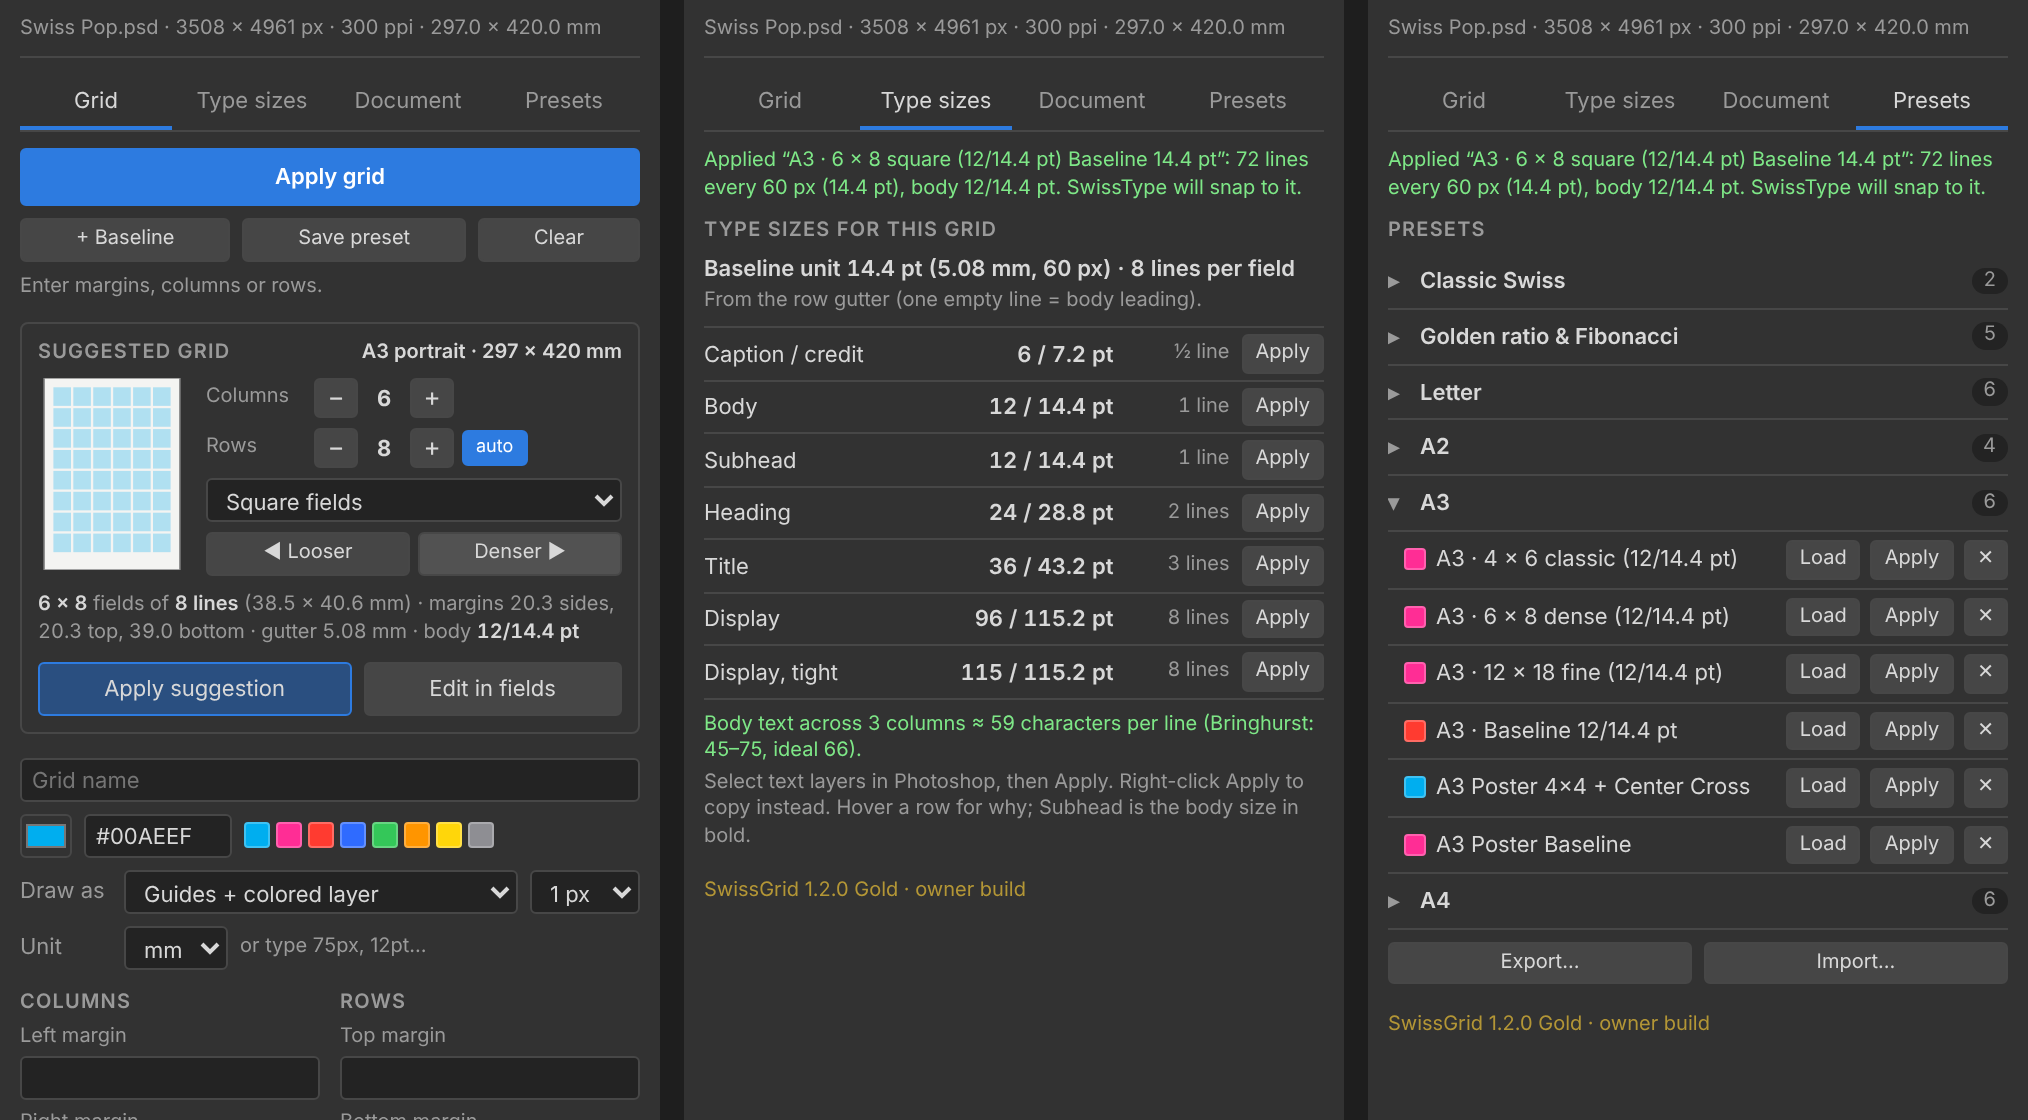 Swiss Pop.psd · 3508 × 4961 px · 300 ppi · 297.0 × 420.0 mm
Grid
Type sizes
Document
Presets
Apply grid
+ Baseline
Save preset
Clear
Enter margins, columns or rows.
SUGGESTED GRID
A3 portrait · 297 × 420 mm
Columns
− 6 +
Rows
− 8 +
auto
Square fields
◀ Looser
Denser ▶
6 × 8 fields of 8 lines (38.5 × 40.6 mm) · margins 20.3 sides,
20.3 top, 39.0 bottom · gutter 5.08 mm · body 12/14.4 pt
Apply suggestion
Edit in fields
Grid name
#00AEEF
Draw as
Guides + colored layer
1 px
Unit
mm
or type 75px, 12pt...
COLUMNS
ROWS
Left margin
Top margin
Right margin
Bottom margin
Swiss Pop.psd · 3508 × 4961 px · 300 ppi · 297.0 × 420.0 mm
Grid
Type sizes
Document
Presets
Applied “A3 · 6 × 8 square (12/14.4 pt) Baseline 14.4 pt”: 72 lines
every 60 px (14.4 pt), body 12/14.4 pt. SwissType will snap to it.
TYPE SIZES FOR THIS GRID
Baseline unit 14.4 pt (5.08 mm, 60 px) · 8 lines per field
From the row gutter (one empty line = body leading).
Caption / credit 6 / 7.2 pt ½ line Apply
Body 12 / 14.4 pt 1 line Apply
Subhead 12 / 14.4 pt 1 line Apply
Heading 24 / 28.8 pt 2 lines Apply
Title 36 / 43.2 pt 3 lines Apply
Display 96 / 115.2 pt 8 lines Apply
Display, tight 115 / 115.2 pt 8 lines Apply
Body text across 3 columns ≈ 59 characters per line (Bringhurst:
45–75, ideal 66).
Select text layers in Photoshop, then Apply. Right-click Apply to
copy instead. Hover a row for why; Subhead is the body size in
bold.
SwissGrid 1.2.0 Gold · owner build
Swiss Pop.psd · 3508 × 4961 px · 300 ppi · 297.0 × 420.0 mm
Grid
Type sizes
Document
Presets
Applied “A3 · 6 × 8 square (12/14.4 pt) Baseline 14.4 pt”: 72 lines
every 60 px (14.4 pt), body 12/14.4 pt. SwissType will snap to it.
PRESETS
▶ Classic Swiss 2
▶ Golden ratio & Fibonacci 5
▶ Letter 6
▶ A2 4
▼ A3 6
A3 · 4 × 6 classic (12/14.4 pt) Load Apply ✕
A3 · 6 × 8 dense (12/14.4 pt) Load Apply ✕
A3 · 12 × 18 fine (12/14.4 pt) Load Apply ✕
A3 · Baseline 12/14.4 pt Load Apply ✕
A3 Poster 4×4 + Center Cross Load Apply ✕
A3 Poster Baseline Load Apply ✕
▶ A4 6
Export...
Import...
SwissGrid 1.2.0 Gold · owner build